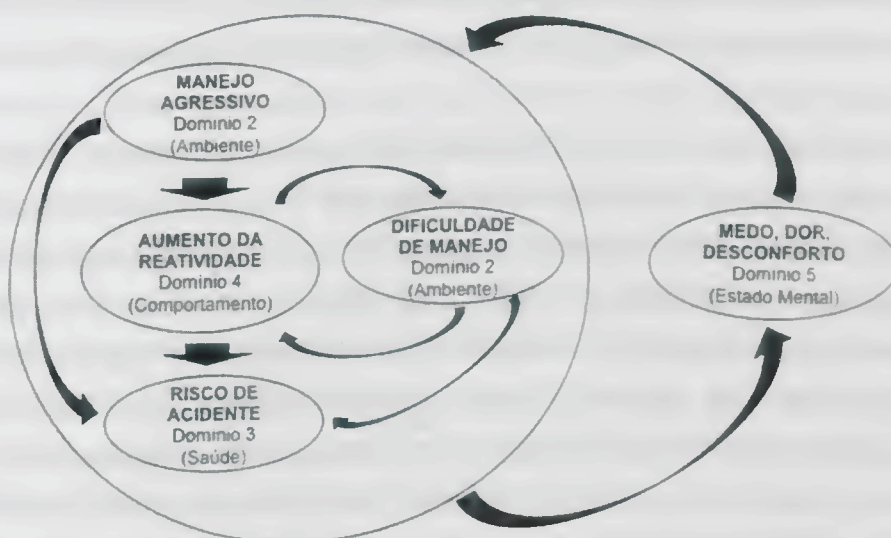 MANEJO
AGRESSIVO
Domínio 2
(Ambiente)
AUMENTO DA
REATIVIDADE
Domínio 4
(Comportamento)
DIFICULDADE
DE MANEJO
Domínio 2
(Ambiente)
MEDO, DOR,
DESCONFORTO
Domínio 5
(Estado Mental)
RISCO DE
ACIDENTE
Domínio 3
(Saúde)